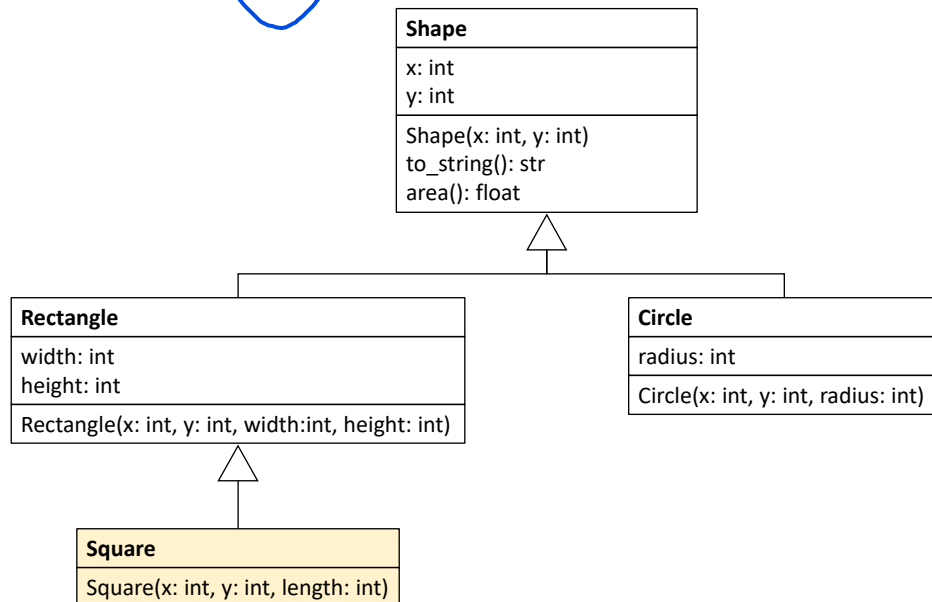 Shape
x: int
y: int
Shape(x: int, y: int)
to_string(): str
area(): float
Rectangle
width: int
height: int
Rectangle(x: int, y: int, width:int, height: int)
Circle
radius: int
Circle(x: int, y: int, radius: int)
Square
Square(x: int, y: int, length: int)